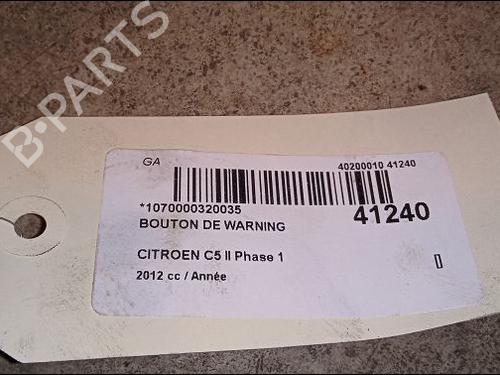 B-PARTS
GA
40200010 41240
*1070000320035
41240
BOUTON DE WARNING
CITROEN C5 II Phase 1
2012 cc / Année